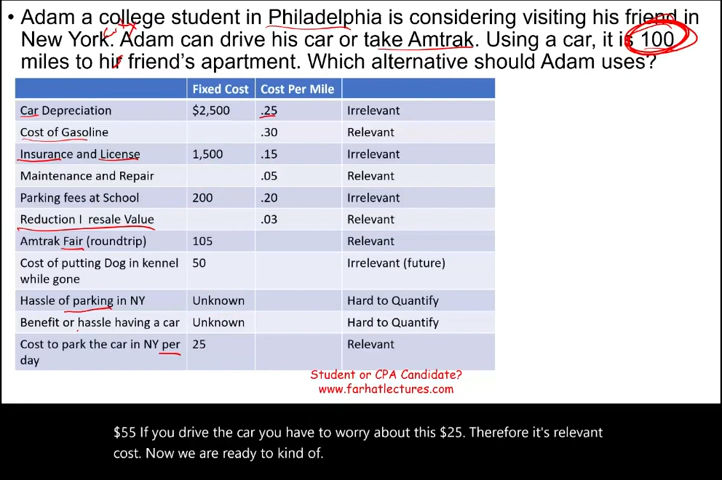 • Adam a college student in Philadelphia is considering visiting his friend in
New York. Adam can drive his car or take Amtrak. Using a car, it is 100
miles to his friend's apartment. Which alternative should Adam uses?
Fixed Cost Cost Per Mile
Car Depreciation $2,500 .25 Irrelevant
Cost of Gasoline .30 Relevant
Insurance and License 1,500 .15 Irrelevant
Maintenance and Repair .05 Relevant
Parking fees at School 200 .20 Irrelevant
Reduction I resale Value .03 Relevant
Amtrak Fair (roundtrip) 105 Relevant
Cost of putting Dog in kennel 50 Irrelevant (future)
while gone
Hassle of parking in NY Unknown Hard to Quantify
Benefit or hassle having a car Unknown Hard to Quantify
Cost to park the car in NY per 25 Relevant
day
Student or CPA Candidate?
www.farhatlectures.com
$55 If you drive the car you have to worry about this $25. Therefore it's relevant
cost. Now we are ready to kind of.